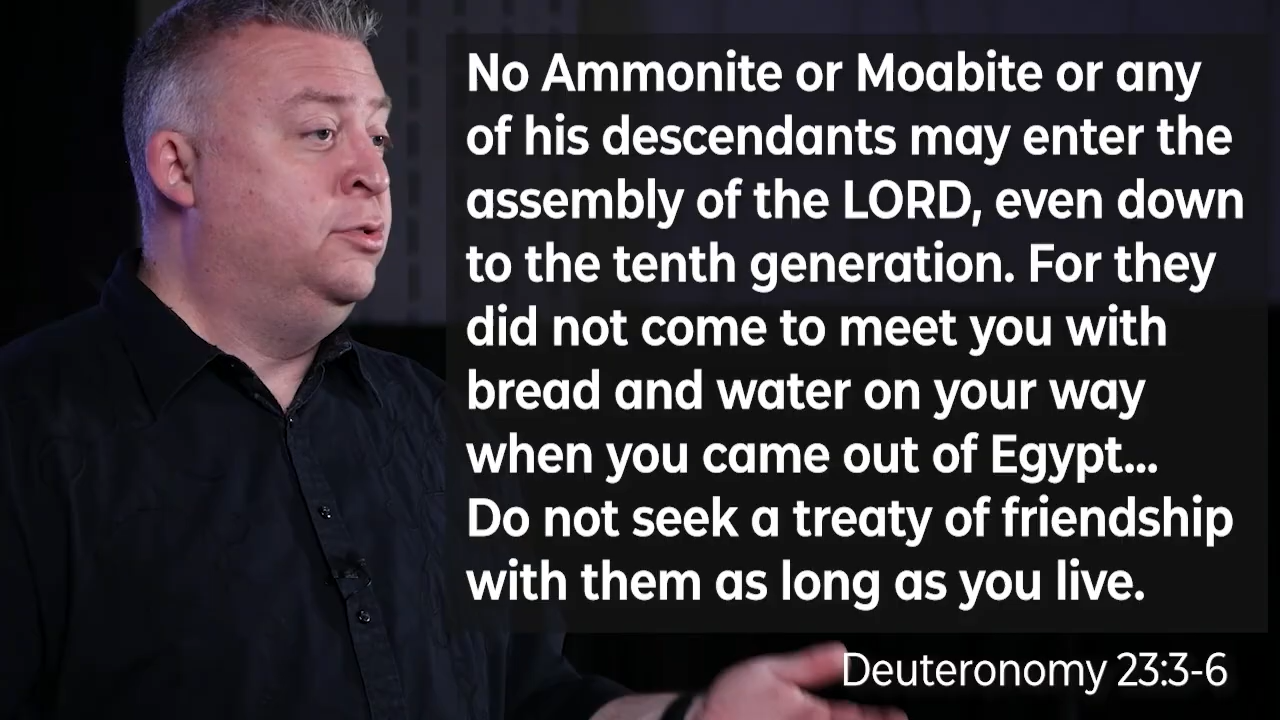 No Ammonite or Moabite or any
of his descendants may enter the
assembly of the LORD, even down
to the tenth generation. For they
did not come to meet you with
bread and water on your way
when you came out of Egypt...
Do not seek a treaty of friendship
with them as long as you live.
Deuteronomy 23:3-6